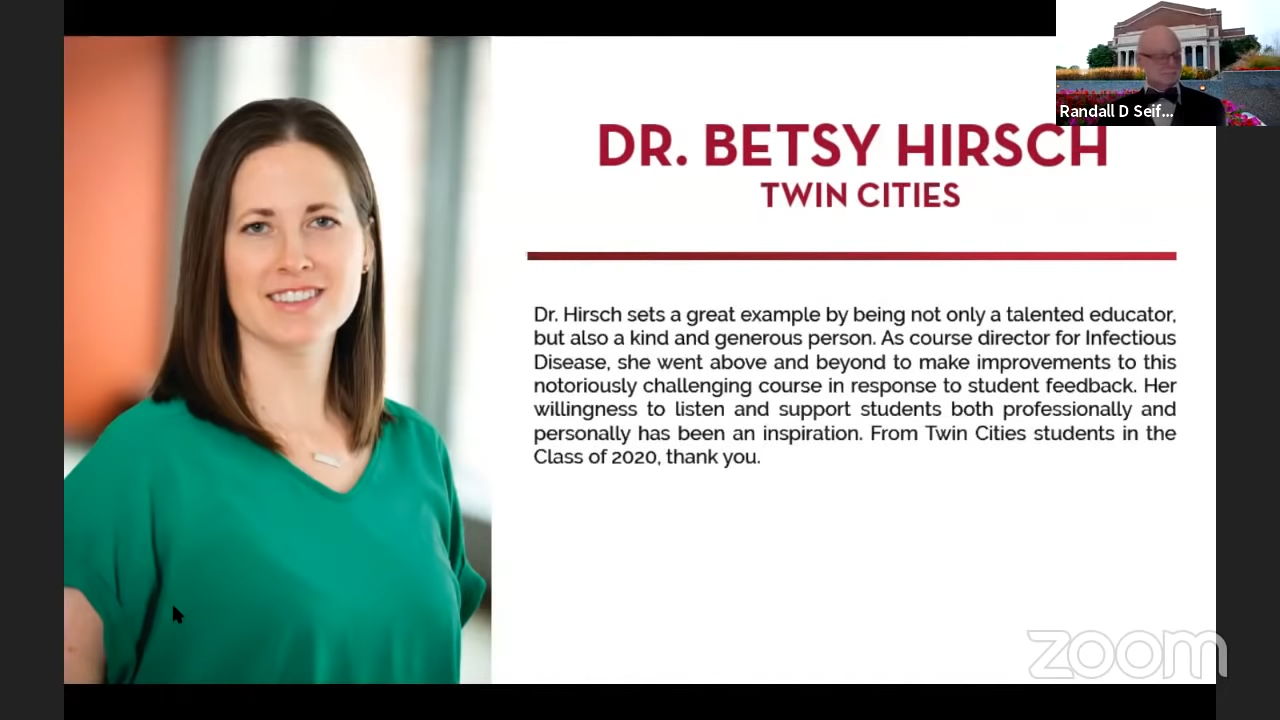 Randall D Seif...
DR. BETSY HIRSCH
TWIN CITIES
Dr. Hirsch sets a great example by being not only a talented educator,
but also a kind and generous person. As course director for Infectious
Disease, she went above and beyond to make improvements to this
notoriously challenging course in response to student feedback. Her
willingness to listen and support students both professionally and
personally has been an inspiration. From Twin Cities students in the
Class of 2020, thank you.
zoom